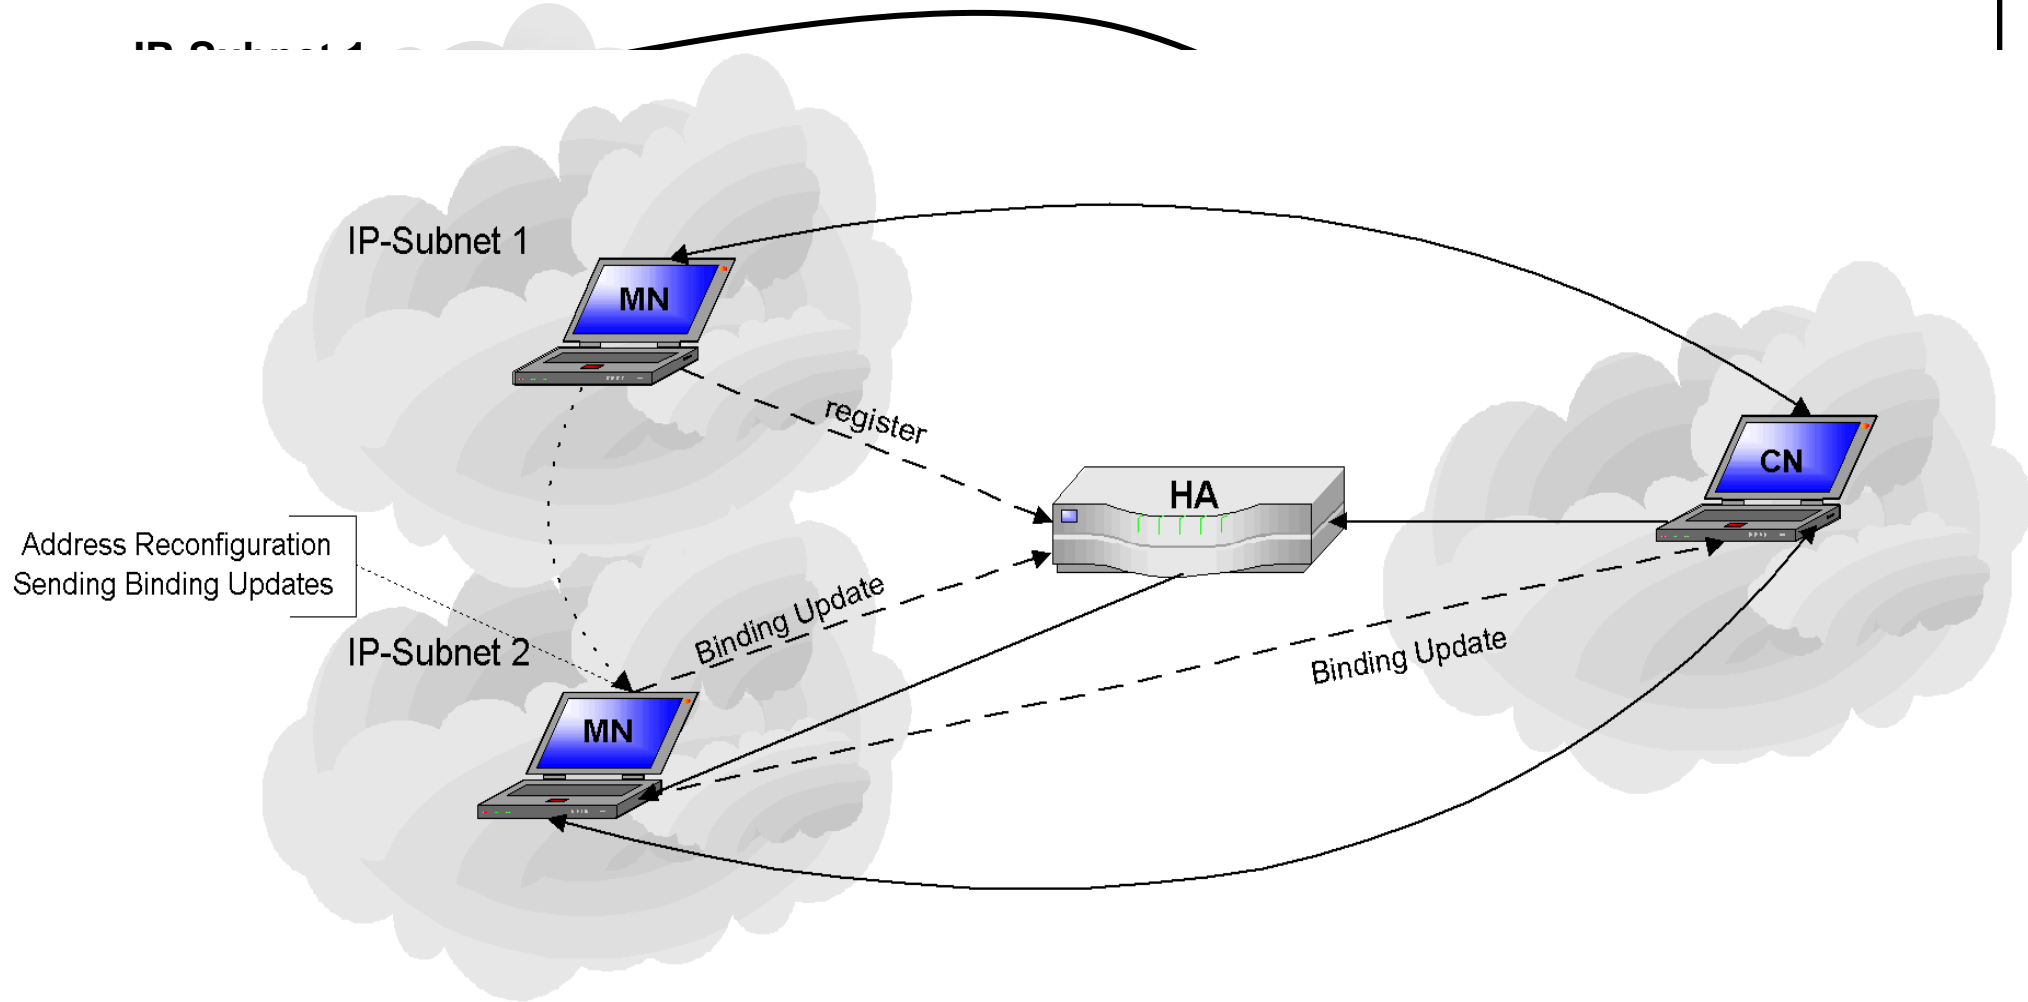 IP-Subnet 1
MN
register
HA
CN
Address Reconfiguration
Sending Binding Updates
IP-Subnet 2
Binding Update
Binding Update
MN